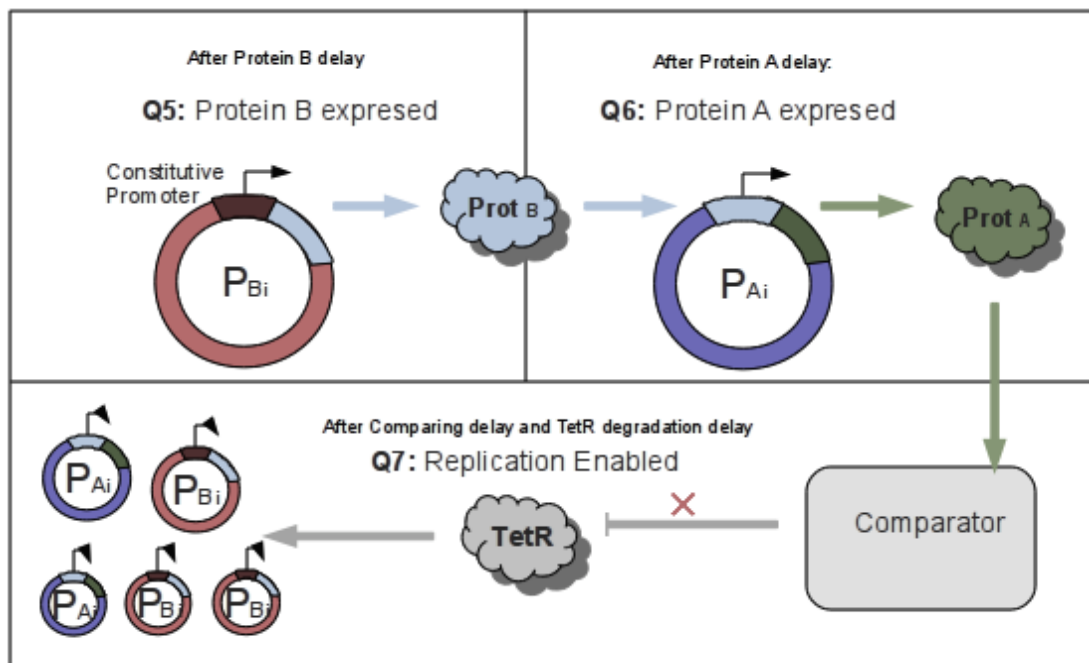 After Protein B delay
Q5: Protein B expresed
Constitutive
Promoter
Prot B
PBi
After Protein A delay:
Q6: Protein A expresed
PAi
Prot A
After Comparing delay and TetR degradation delay
Q7: Replication Enabled
PAi
PBi
TetR
Comparator
PAi
PBi
PBi